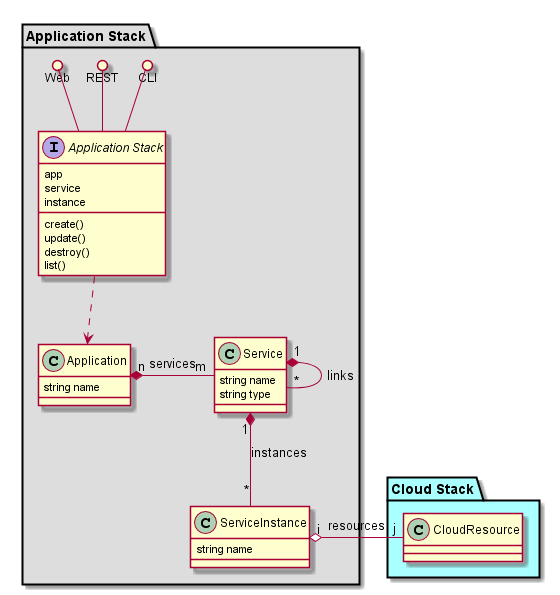 Application Stack
Web
REST
CLI
I
Application Stack
app
service
instance
create()
update()
destroy()
list()
C Application
string name
n services m
C Service
string name
string type
1
*
links
1
instances
*
C ServiceInstance
string name
i resources j
Cloud Stack
C CloudResource